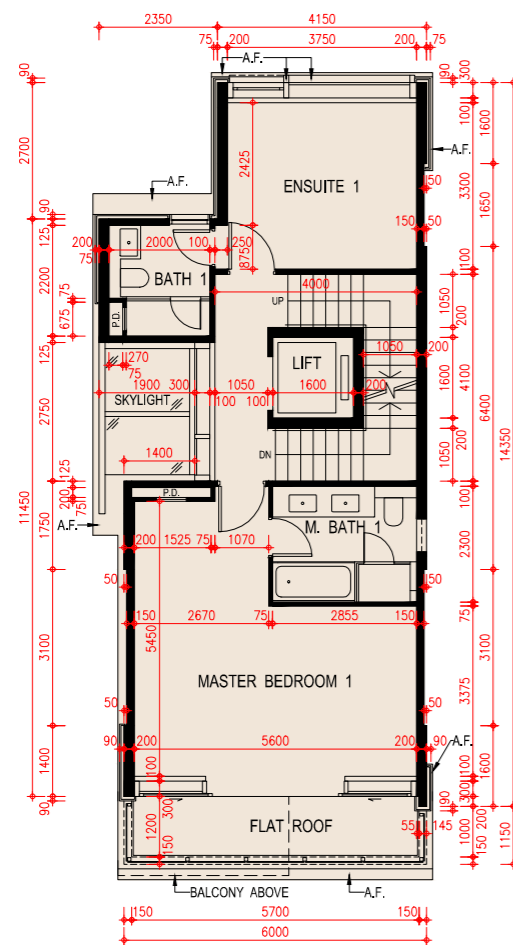 2350 4150
75 200 3750 200 75
A.F.
90 90 300
2700 100 1600
A.F.
2425 3300
ENSUITE 1 50
A.F. 1650
90 150 50
125 200 2000 100 250
75 875 1100
BATH 1
2200 4000
75 UP 1050
P.D. 200
675 1050 200
LIFT
125 270 1600 4100 6400 14350
75
1900 300 1050 1600 200
100 100
SKYLIGHT
2750 200
1400 1050
DN
125
200 P.D. 100
75
11450 1750 A.F. M. BATH 1
200 1525 75 1070 2300
50 50
150 2670 75 2855 150 75
5450
3100 3100
MASTER BEDROOM 1 3375
50 50
90 200 5600 200 90 A.F.
1400 100 100 1600
300 300
90 90
1200 FLAT ROOF 55 145 1000 200 1150
150 150
BALCONY ABOVE A.F.
150 5700 150
6000